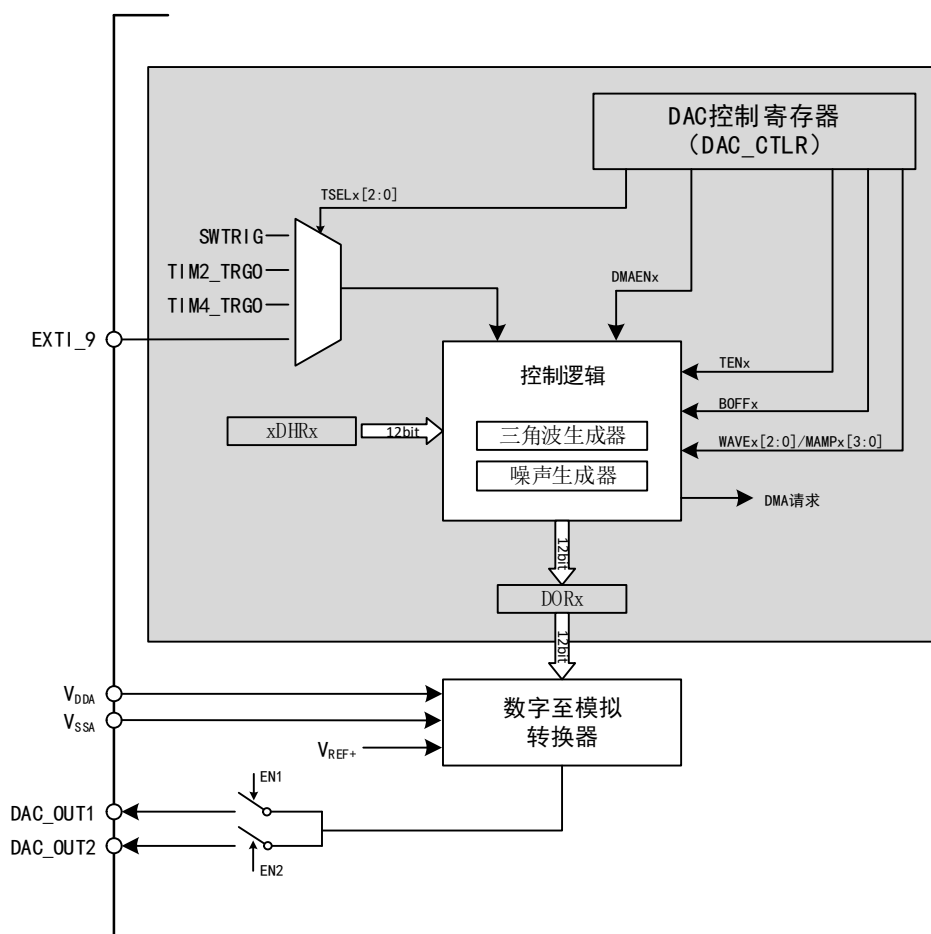 DAC控制寄存器
（DAC_CTLR）
TSELx[2:0]
SWTRIG
TIM2_TRGO
DMAENx
TIM4_TRGO
EXTI_9
控制逻辑
TENx
BOFFx
xDHRx
12bit
三角波生成器
WAVEx[2:0]/MAMPx[3:0]
噪声生成器
DMA请求
12bit
DORx
12bit
VDDA
数字至模拟
转换器
VSSA
VREF+
EN1
DAC_OUT1
DAC_OUT2
EN2